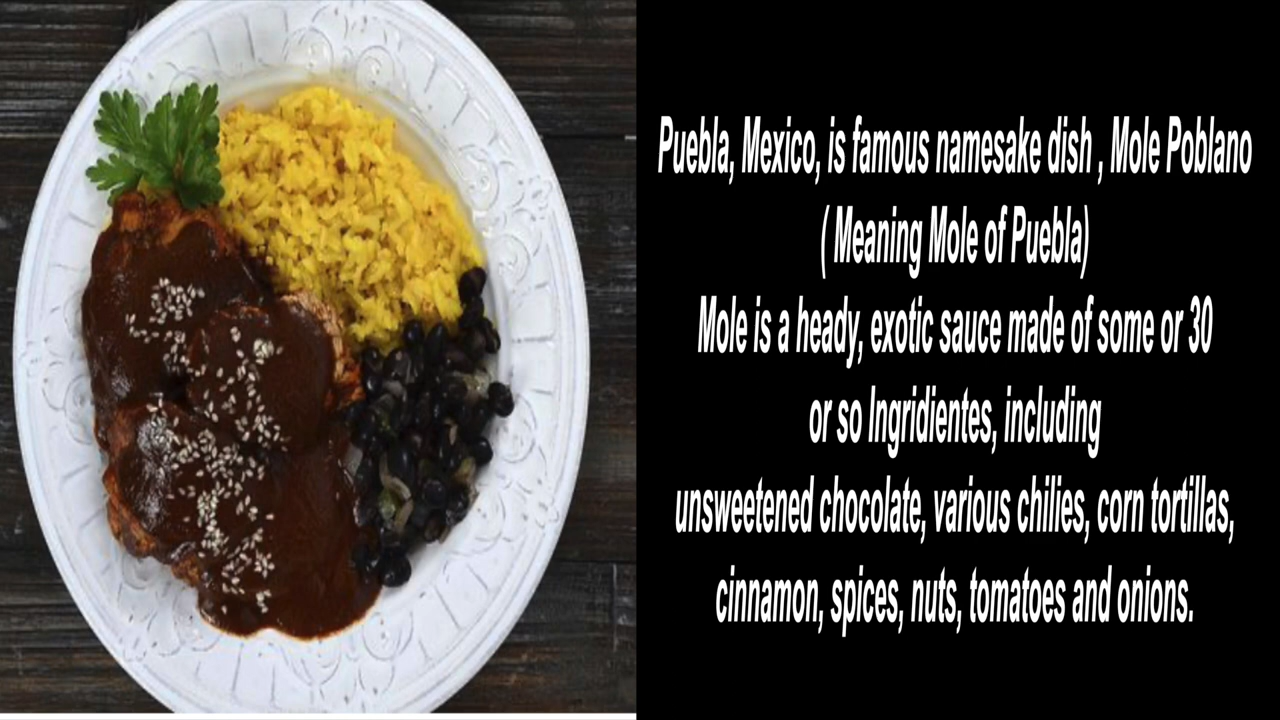 Puebla, Mexico, is famous namesake dish , Mole Poblano
( Meaning Mole of Puebla)
Mole is a heady, exotic sauce made of some or 30
or so Ingridientes, including
unsweetened chocolate, various chilies, corn tortillas,
cinnamon, spices, nuts, tomatoes and onions.